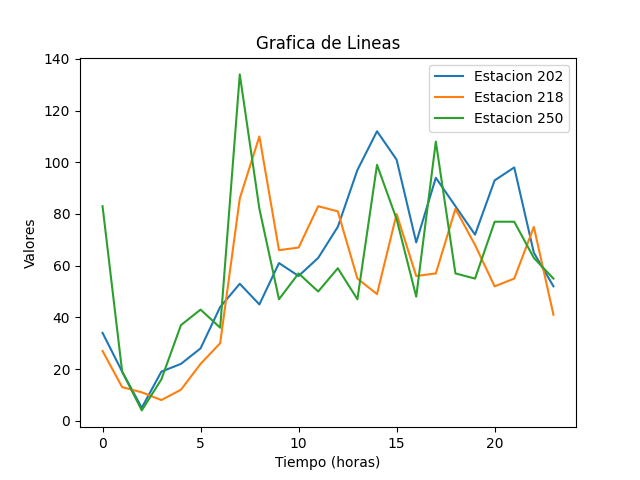 Grafica de Lineas
Estacion 202
Estacion 218
Estacion 250
Valores
140
120
100
80
60
40
20
0
0 5 10 15 20
Tiempo (horas)